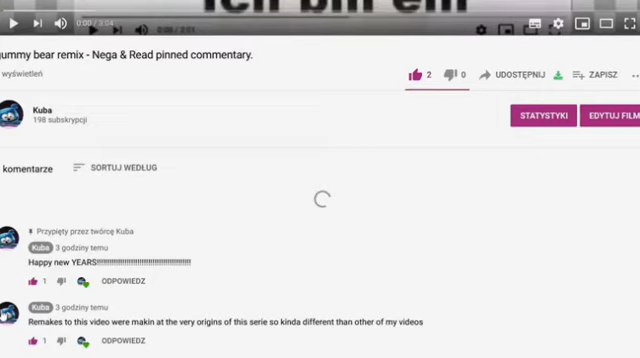 Ich bin ein
0:00 / 3:04
gummy bear remix - Nega & Read pinned commentary.
wyświetleń
2
0
UDOSTĘPNIJ
ZAPISZ
Kuba
198 subskrypcji
STATYSTYKI
EDYTUJ FILM
komentarze
SORTUJ WEDŁUG
Przypięty przez twórcę Kuba
Kuba 3 godziny temu
Happy new YEARS!!!!!!!!!!!!!!!!!!!!!!!!!!!!!!!!!!!!!!!!
1 ODPOWIEDZ
Kuba 3 godziny temu
Remakes to this video were makin at the very origins of this serie so kinda different than other of my videos
1 ODPOWIEDZ